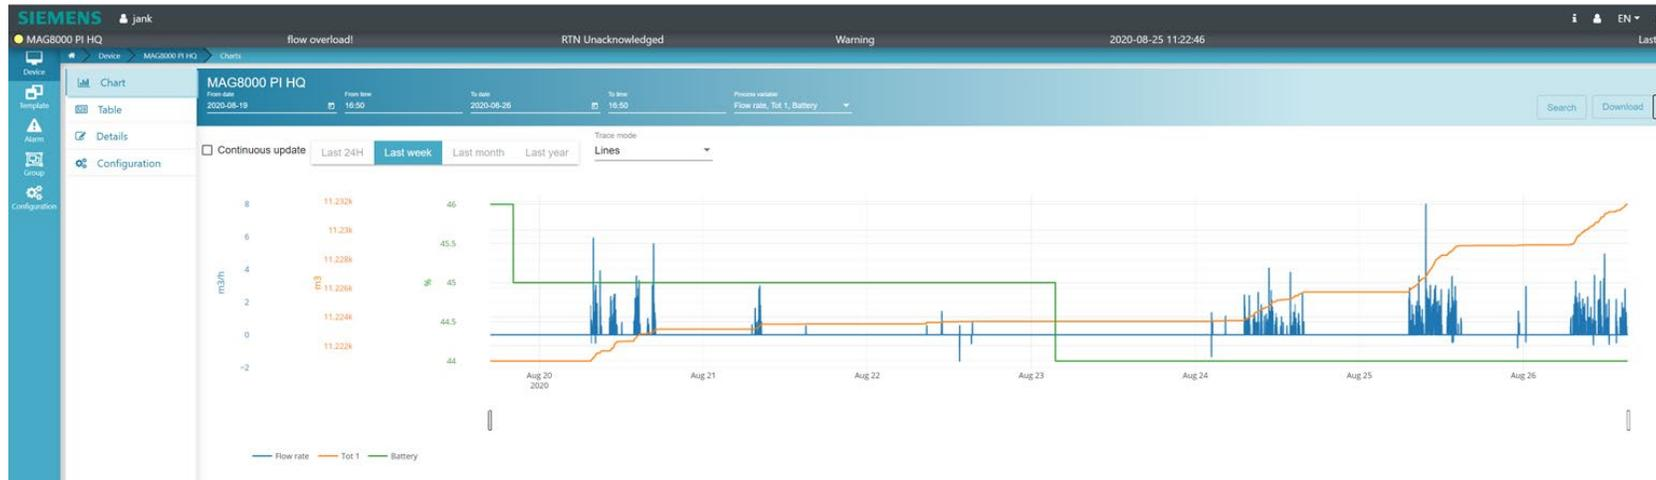 SIEMENS jank i EN
MAG8000 PI HQ flow overload! RTN Unacknowledged Warning 2020-08-25 11:22:46 Last
Device MAG8000 PI HQ Charts
Device
Template
Alarm
Group
Configuration
Chart
Table
Details
Configuration
MAG8000 PI HQ
From date From time To date To time Process variable
2020-08-19 16:50 2020-08-26 16:50 Flow rate, Tot 1, Battery
Search Download
Trace mode
Continuous update Last 24H Last week Last month Last year Lines
8 11.232k 46
6 11.23k 45.5
4 11.228k 45
m3/h m3 %
2 11.226k 44.5
0 11.224k 44
-2 11.222k
Aug 20 Aug 21 Aug 22 Aug 23 Aug 24 Aug 25 Aug 26
2020
Flow rate Tot 1 Battery